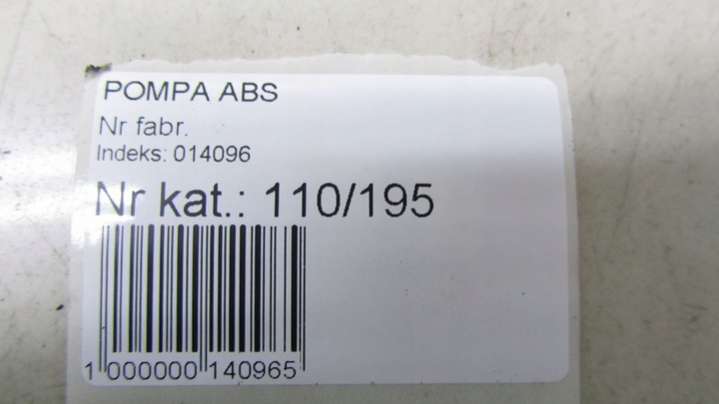 POMPA ABS
Nr fabr.
Indeks: 014096
Nr kat.: 110/195
1 000000 140965